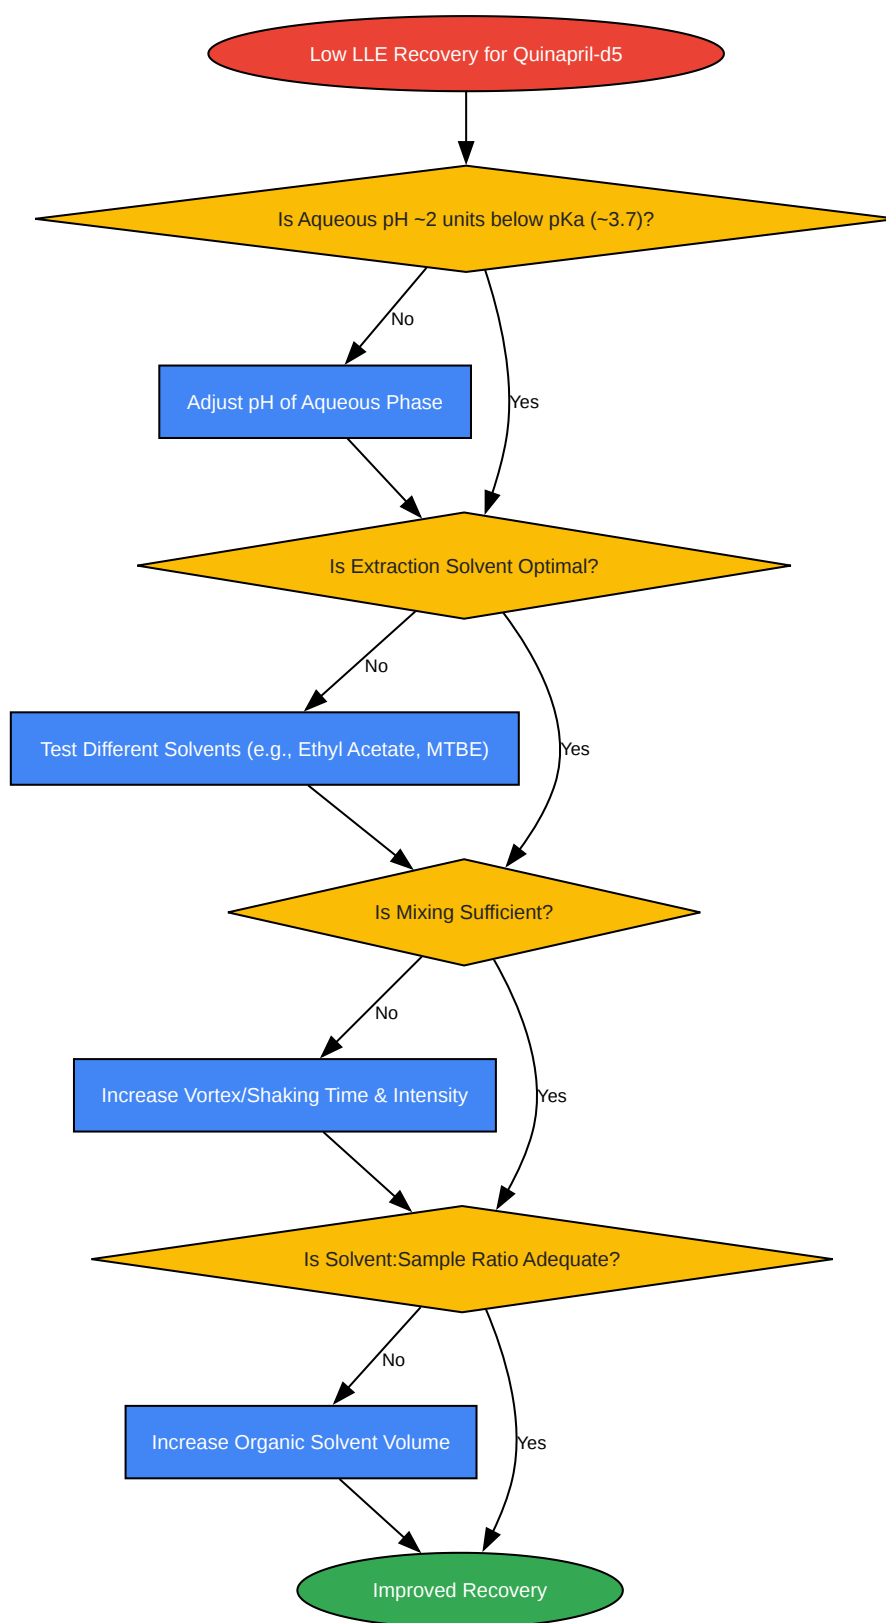 Low LLE Recovery for Quinapril-d5
Is Aqueous pH ~2 units below pKa (~3.7)?
No
Adjust pH of Aqueous Phase
Yes
Is Extraction Solvent Optimal?
No
Test Different Solvents (e.g., Ethyl Acetate, MTBE)
Yes
Is Mixing Sufficient?
No
Increase Vortex/Shaking Time & Intensity
Yes
Is Solvent:Sample Ratio Adequate?
No
Increase Organic Solvent Volume
Yes
Improved Recovery